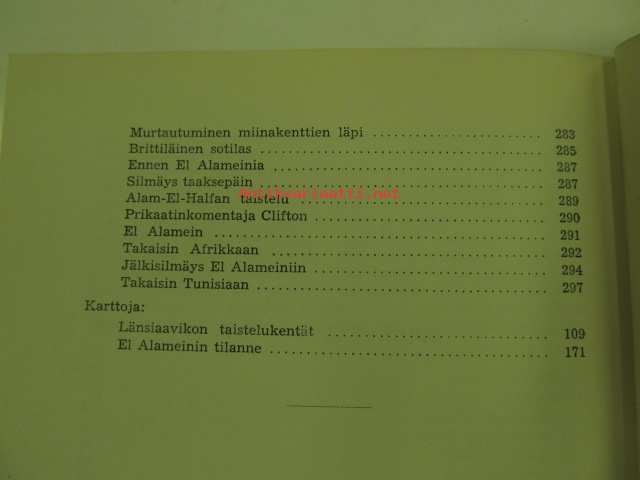 Murtautuminen miinakenttien läpi ........................ 283
Brittiläinen sotilas ........................................ 285
Ennen El Alameinia ........................................ 287
Silmäys taaksepäin ........................................ 287
Antikvariaatti.net
Alam-El-Halfan taistelu .................................... 289
Prikaatinkomentaja Clifton ................................ 290
El Alamein ................................................ 291
Takaisin Afrikkaan ........................................ 292
Jälkisilmäys El Alameiniin ................................ 294
Takaisin Tunisiaan ........................................ 297
Karttoja:
Länsiaavikon taistelukentät ................................ 109
El Alameinin tilanne ........................................ 171